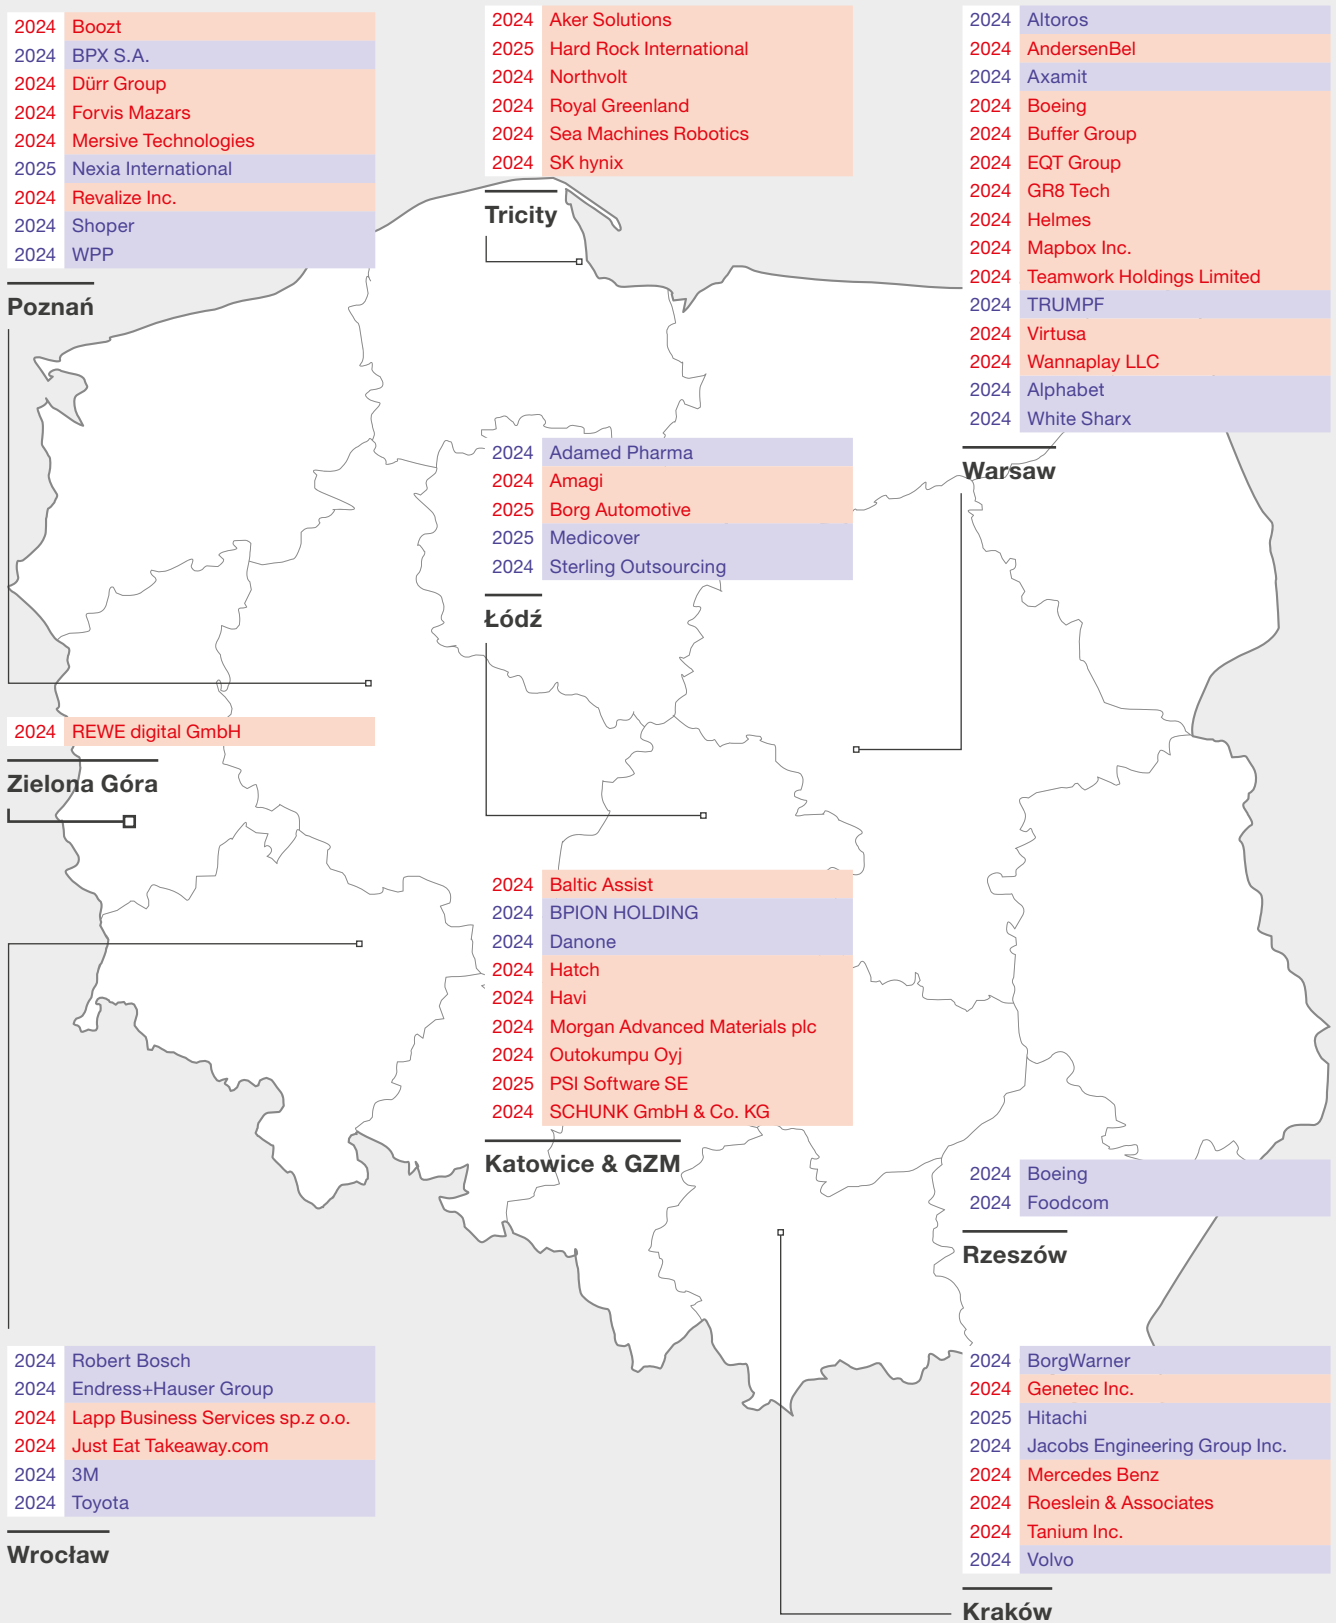 2024 Boozt
2024 BPX S.A.
2024 Dürr Group
2024 Forvis Mazars
2024 Mersive Technologies
2025 Nexia International
2024 Revalize Inc.
2024 Shoper
2024 WPP
Poznań
2024 Aker Solutions
2025 Hard Rock International
2024 Northvolt
2024 Royal Greenland
2024 Sea Machines Robotics
2024 SK hynix
Tricity
2024 Altoros
2024 AndersenBel
2024 Axamit
2024 Boeing
2024 Buffer Group
2024 EQT Group
2024 GR8 Tech
2024 Helmes
2024 Mapbox Inc.
2024 Teamwork Holdings Limited
2024 TRUMPF
2024 Virtusa
2024 Wannaplay LLC
2024 Alphabet
2024 White Sharx
Warsaw
2024 Adamed Pharma
2024 Amagi
2025 Borg Automotive
2025 Medicover
2024 Sterling Outsourcing
Łódź
2024 REWE digital GmbH
Zielona Góra
2024 Baltic Assist
2024 BPION HOLDING
2024 Danone
2024 Hatch
2024 Havi
2024 Morgan Advanced Materials plc
2024 Outokumpu Oyj
2025 PSI Software SE
2024 SCHUNK GmbH & Co. KG
Katowice & GZM
2024 Boeing
2024 Foodcom
Rzeszów
2024 Robert Bosch
2024 Endress+Hauser Group
2024 Lapp Business Services sp.z o.o.
2024 Just Eat Takeaway.com
2024 3M
2024 Toyota
Wrocław
2024 BorgWarner
2024 Genetec Inc.
2025 Hitachi
2024 Jacobs Engineering Group Inc.
2024 Mercedes Benz
2024 Roeslein & Associates
2024 Tanium Inc.
2024 Volvo
Kraków